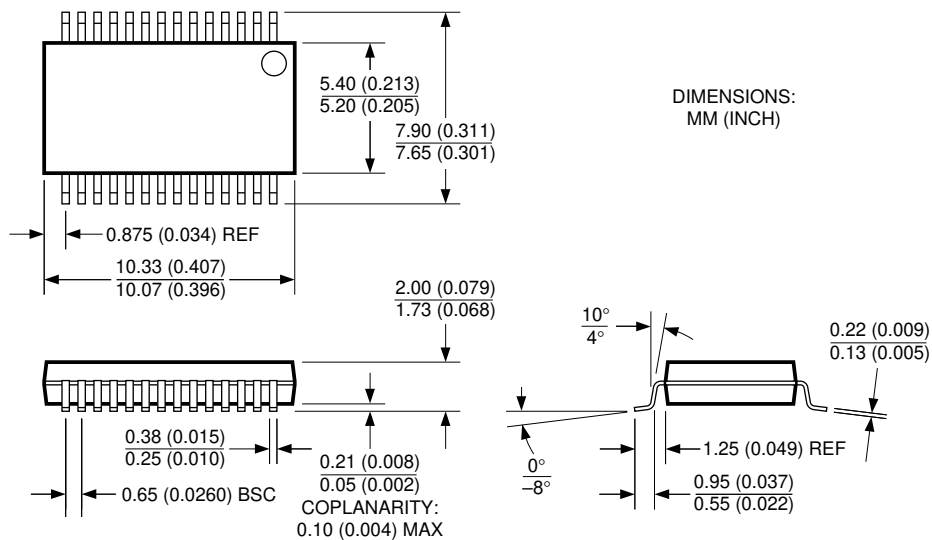 5.40 (0.213)
5.20 (0.205)
DIMENSIONS:
MM (INCH)
7.90 (0.311)
7.65 (0.301)
0.875 (0.034) REF
10.33 (0.407)
10.07 (0.396)
2.00 (0.079)
1.73 (0.068)
10°
4°
0.22 (0.009)
0.13 (0.005)
0.38 (0.015)
0.25 (0.010)
0.21 (0.008)
0.05 (0.002)
0.65 (0.0260) BSC
COPLANARITY:
0.10 (0.004) MAX
0°
–8°
1.25 (0.049) REF
0.95 (0.037)
0.55 (0.022)